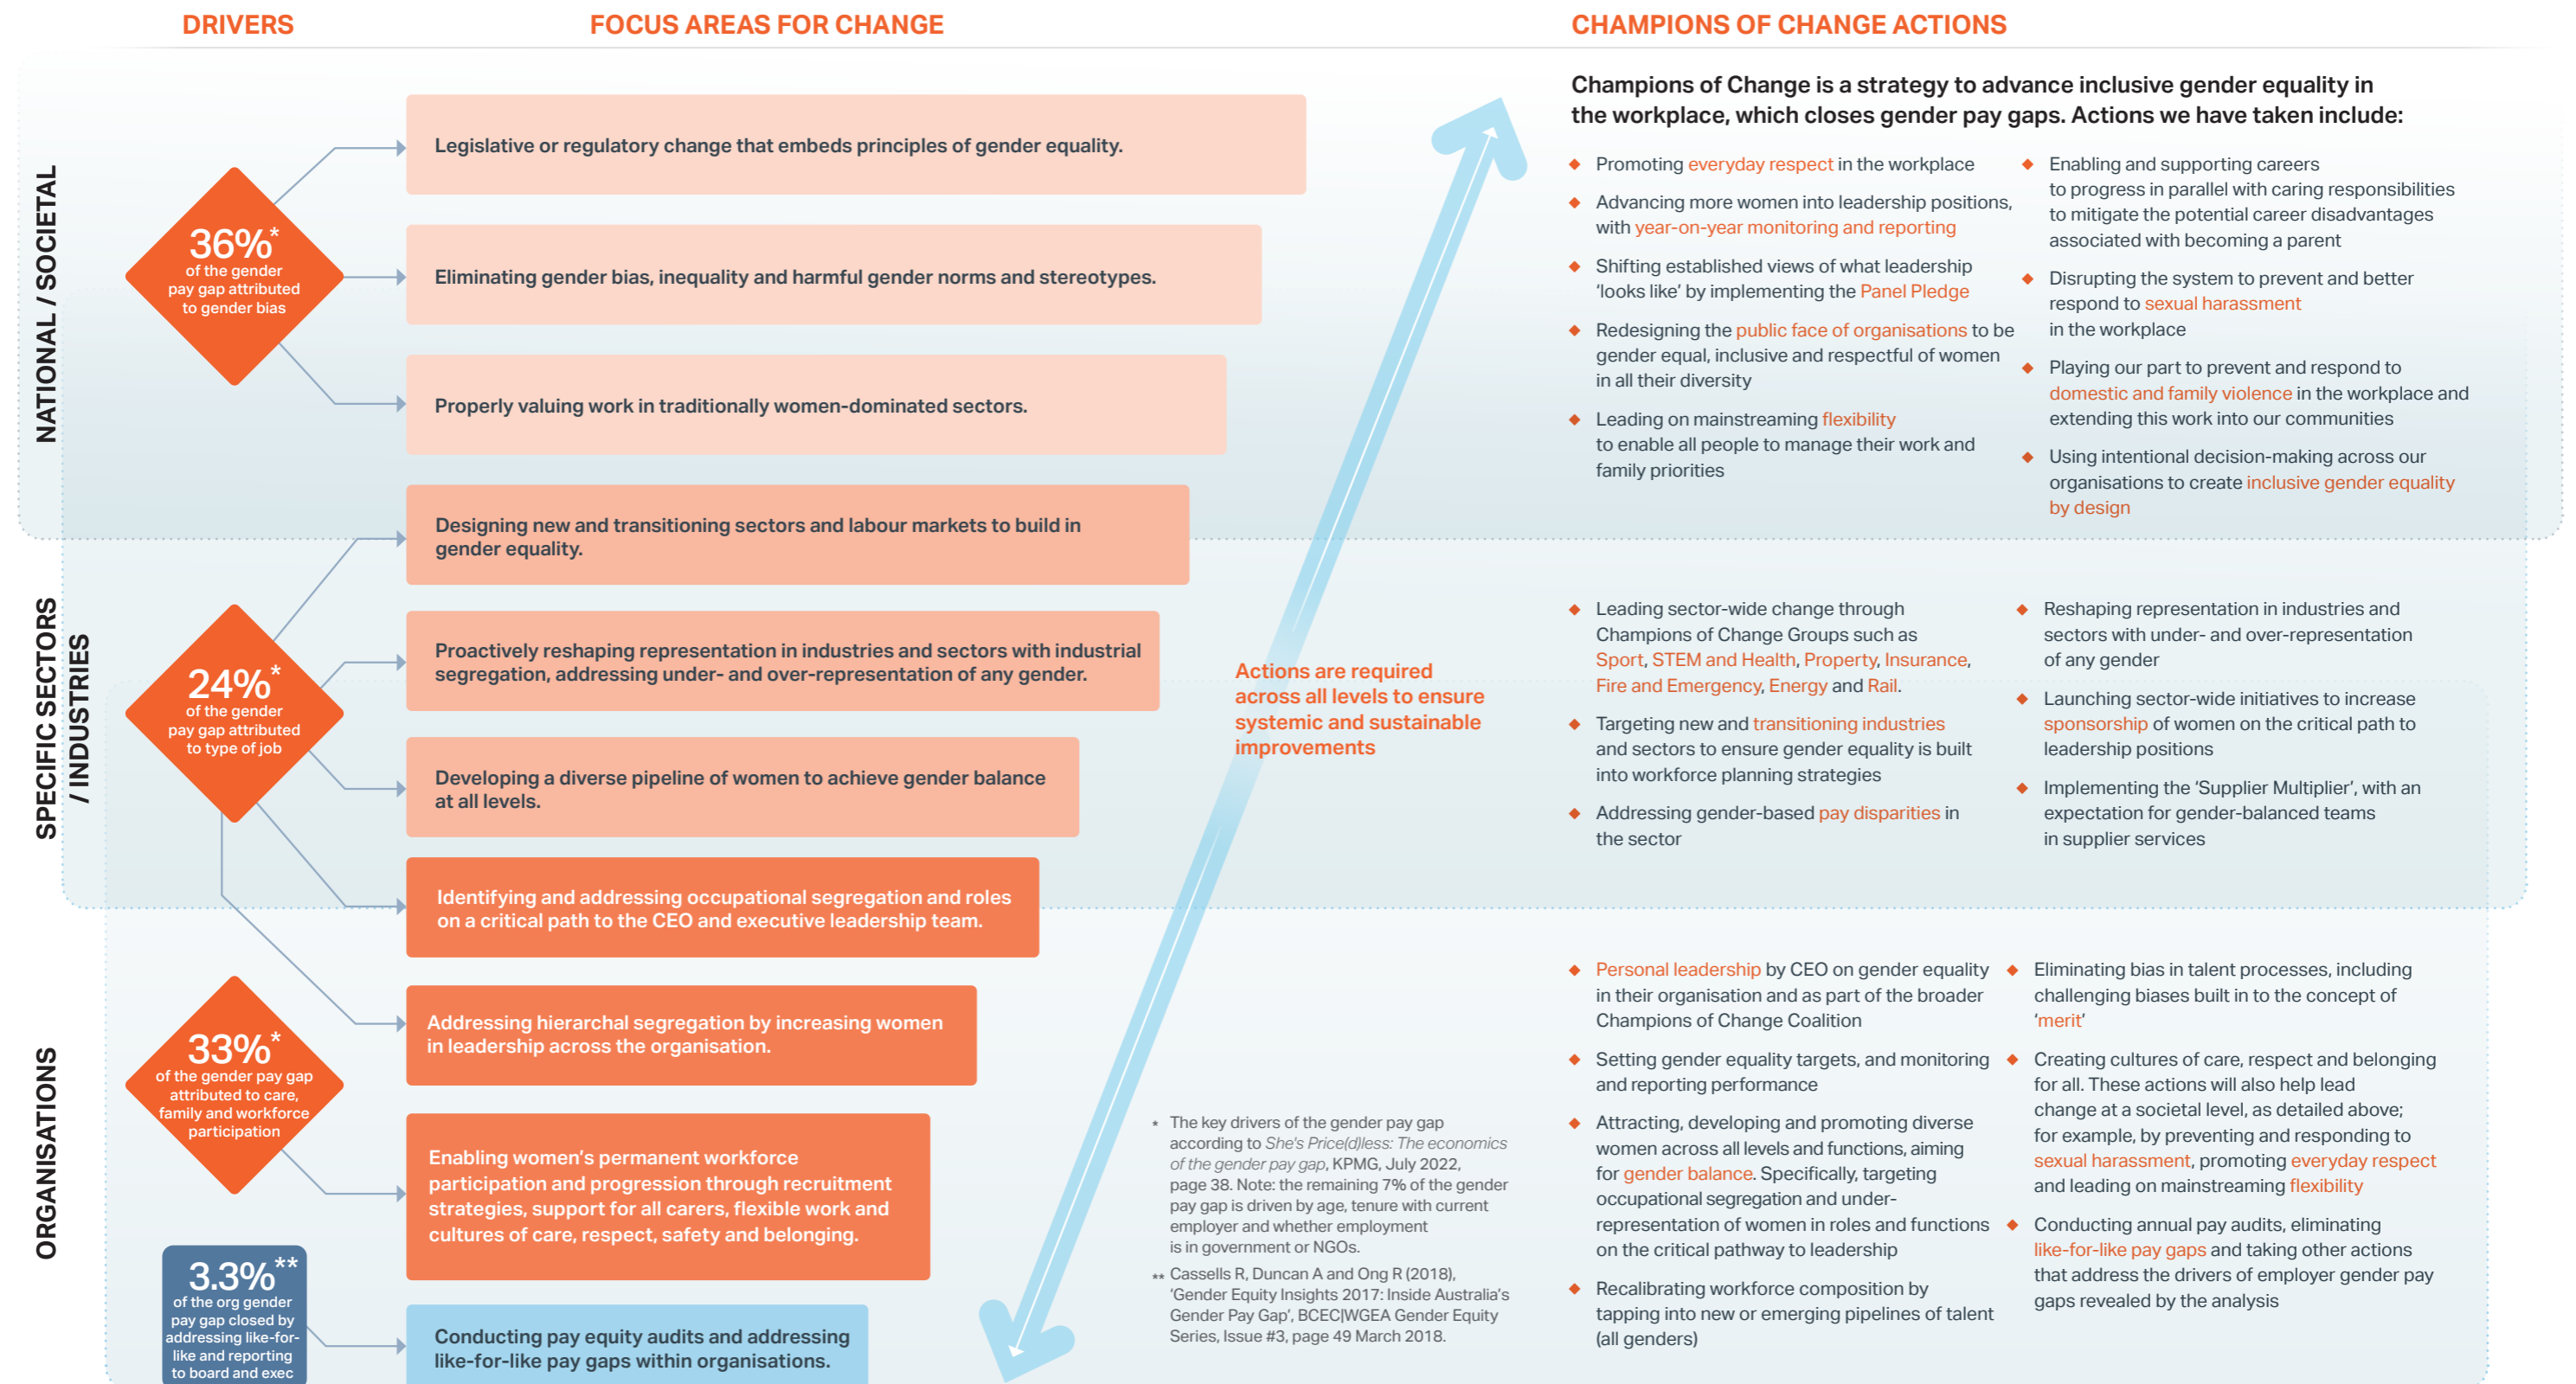 DRIVERS
FOCUS AREAS FOR CHANGE
CHAMPIONS OF CHANGE ACTIONS
NATIONAL / SOCIETAL
36%*
of the gender
pay gap attributed
to gender bias
Legislative or regulatory change that embeds principles of gender equality.
Eliminating gender bias, inequality and harmful gender norms and stereotypes.
Properly valuing work in traditionally women-dominated sectors.
Champions of Change is a strategy to advance inclusive gender equality in
the workplace, which closes gender pay gaps. Actions we have taken include:
Promoting everyday respect in the workplace
Advancing more women into leadership positions,
with year-on-year monitoring and reporting
Shifting established views of what leadership
‘looks like’ by implementing the Panel Pledge
Redesigning the public face of organisations to be
gender equal, inclusive and respectful of women
in all their diversity
Leading on mainstreaming flexibility
to enable all people to manage their work and
family priorities
Enabling and supporting careers
to progress in parallel with caring responsibilities
to mitigate the potential career disadvantages
associated with becoming a parent
Disrupting the system to prevent and better
respond to sexual harassment
in the workplace
Playing our part to prevent and respond to
domestic and family violence in the workplace and
extending this work into our communities
Using intentional decision-making across our
organisations to create inclusive gender equality
by design
SPECIFIC SECTORS
/ INDUSTRIES
24%*
of the gender
pay gap attributed
to type of job
Designing new and transitioning sectors and labour markets to build in
gender equality.
Proactively reshaping representation in industries and sectors with industrial
segregation, addressing under- and over-representation of any gender.
Developing a diverse pipeline of women to achieve gender balance
at all levels.
Identifying and addressing occupational segregation and roles
on a critical path to the CEO and executive leadership team.
Actions are required
across all levels to ensure
systemic and sustainable
improvements
Leading sector-wide change through
Champions of Change Groups such as
Sport, STEM and Health, Property, Insurance,
Fire and Emergency, Energy and Rail.
Targeting new and transitioning industries
and sectors to ensure gender equality is built
into workforce planning strategies
Addressing gender-based pay disparities in
the sector
Reshaping representation in industries and
sectors with under- and over-representation
of any gender
Launching sector-wide initiatives to increase
sponsorship of women on the critical path to
leadership positions
Implementing the ‘Supplier Multiplier’, with an
expectation for gender-balanced teams
in supplier services
ORGANISATIONS
33%*
of the gender pay gap
attributed to care,
family and workforce
participation
3.3%**
of the org gender
pay gap closed by
addressing like-for-
like and reporting
to board and exec
Addressing hierarchal segregation by increasing women
in leadership across the organisation.
Enabling women’s permanent workforce
participation and progression through recruitment
strategies, support for all carers, flexible work and
cultures of care, respect, safety and belonging.
Conducting pay equity audits and addressing
like-for-like pay gaps within organisations.
* The key drivers of the gender pay gap
according to She's Price(d)less: The economics
of the gender pay gap, KPMG, July 2022,
page 38. Note: the remaining 7% of the gender
pay gap is driven by age, tenure with current
employer and whether employment
is in government or NGOs.
** Cassells R, Duncan A and Ong R (2018),
‘Gender Equity Insights 2017: Inside Australia’s
Gender Pay Gap’, BCEC|WGEA Gender Equity
Series, Issue #3, page 49 March 2018.
Personal leadership by CEO on gender equality
in their organisation and as part of the broader
Champions of Change Coalition
Setting gender equality targets, and monitoring
and reporting performance
Attracting, developing and promoting diverse
women across all levels and functions, aiming
for gender balance. Specifically, targeting
occupational segregation and under-
representation of women in roles and functions
on the critical pathway to leadership
Recalibrating workforce composition by
tapping into new or emerging pipelines of talent
(all genders)
Eliminating bias in talent processes, including
challenging biases built in to the concept of
‘merit’
Creating cultures of care, respect and belonging
for all. These actions will also help lead
change at a societal level, as detailed above;
for example, by preventing and responding to
sexual harassment, promoting everyday respect
and leading on mainstreaming flexibility
Conducting annual pay audits, eliminating
like-for-like pay gaps and taking other actions
that address the drivers of employer gender pay
gaps revealed by the analysis